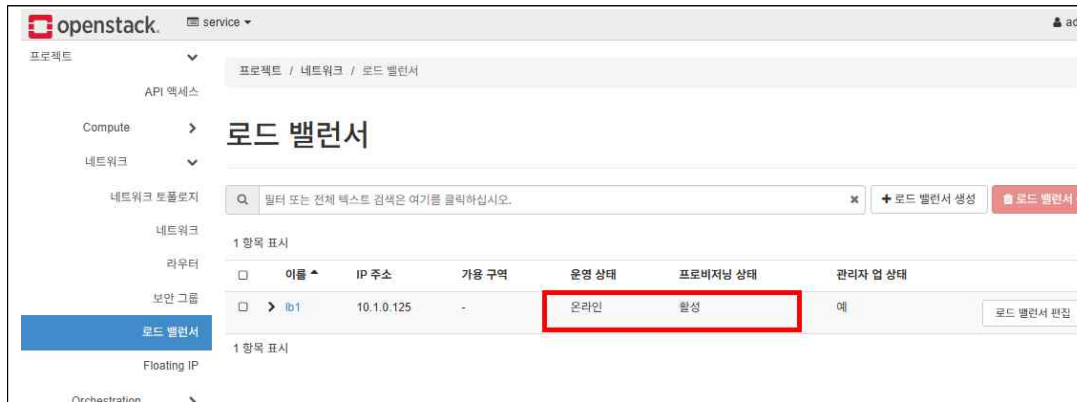 openstack. service
프로젝트
API 액세스
Compute
네트워크
네트워크 토폴로지
네트워크
라우터
보안 그룹
로드 밸런서
Floating IP
Orchestration
프로젝트 / 네트워크 / 로드 밸런서
로드 밸런서
필터 또는 전체 텍스트 검색은 여기를 클릭하십시오.
로드 밸런서 생성
로드 밸런서
1 항목 표시
이름 IP 주소 가용 구역 운영 상태 프로비저닝 상태 관리자 업 상태
lb1 10.1.0.125 - 온라인 활성 예 로드 밸런서 편집
1 항목 표시